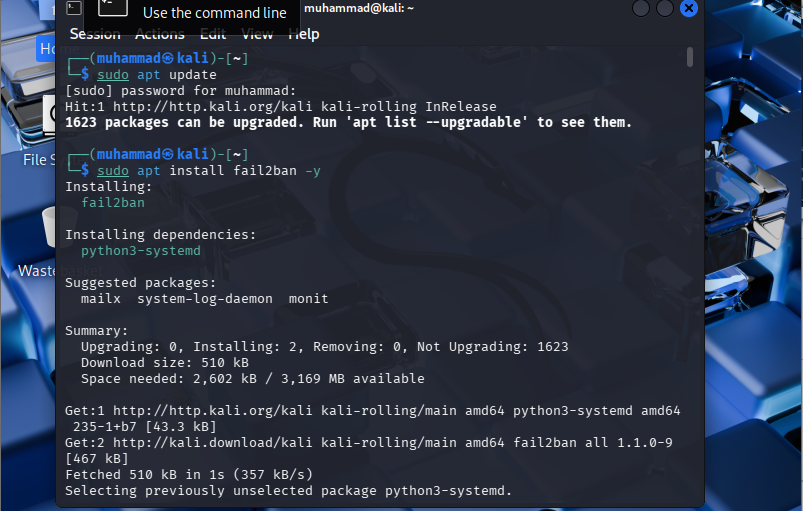 Use the command line
muhammad@kali: ~
Session Actions Edit View Help
┌──(muhammad㉿kali)-[~]
└─$ sudo apt update
[sudo] password for muhammad:
Hit:1 http://http.kali.org/kali kali-rolling InRelease
1623 packages can be upgraded. Run 'apt list --upgradable' to see them.
┌──(muhammad㉿kali)-[~]
└─$ sudo apt install fail2ban -y
Installing:
fail2ban
Installing dependencies:
python3-systemd
Suggested packages:
mailx system-log-daemon monit
Summary:
Upgrading: 0, Installing: 2, Removing: 0, Not Upgrading: 1623
Download size: 510 kB
Space needed: 2,602 kB / 3,169 MB available
Get:1 http://http.kali.org/kali kali-rolling/main amd64 python3-systemd amd64
235-1+b7 [43.3 kB]
Get:2 http://kali.download/kali kali-rolling/main amd64 fail2ban all 1.1.0-9
[467 kB]
Fetched 510 kB in 1s (357 kB/s)
Selecting previously unselected package python3-systemd.
File S